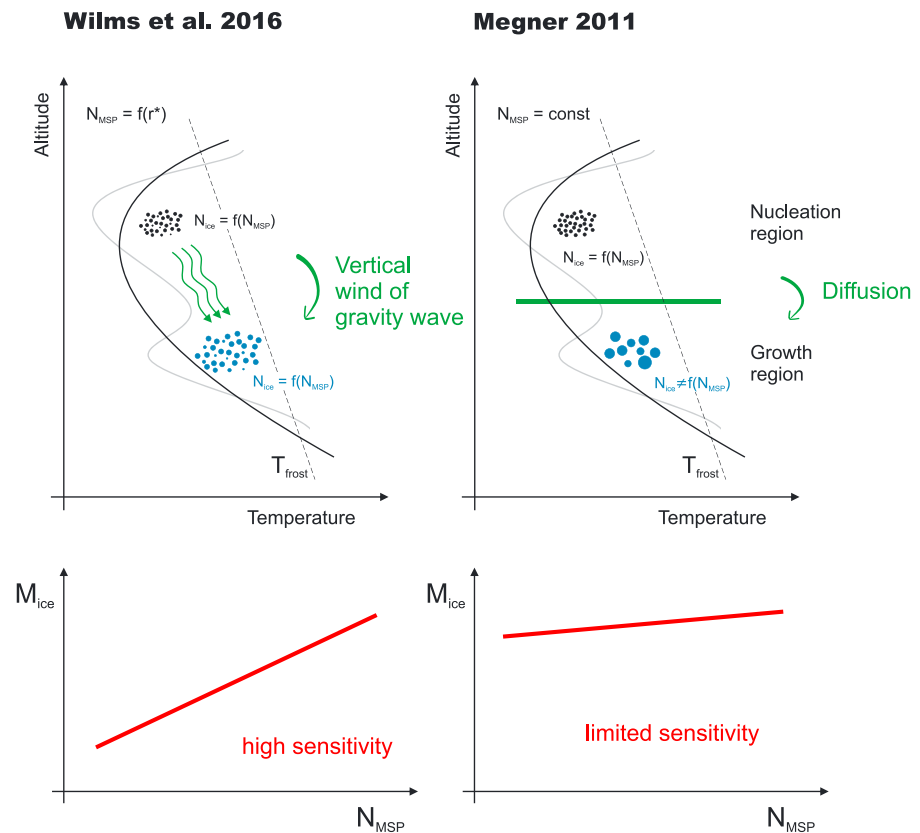 Wilms et al. 2016
Altitude
N_MSP = f(r*)
N_ice = f(N_MSP)
Vertical
wind of
gravity wave
N_ice = f(N_MSP)
T_frost
Temperature
Megner 2011
Altitude
N_MSP = const
Nucleation
region
N_ice = f(N_MSP)
Diffusion
Growth
region
N_ice ≠ f(N_MSP)
T_frost
Temperature
M_ice
high sensitivity
N_MSP
M_ice
limited sensitivity
N_MSP